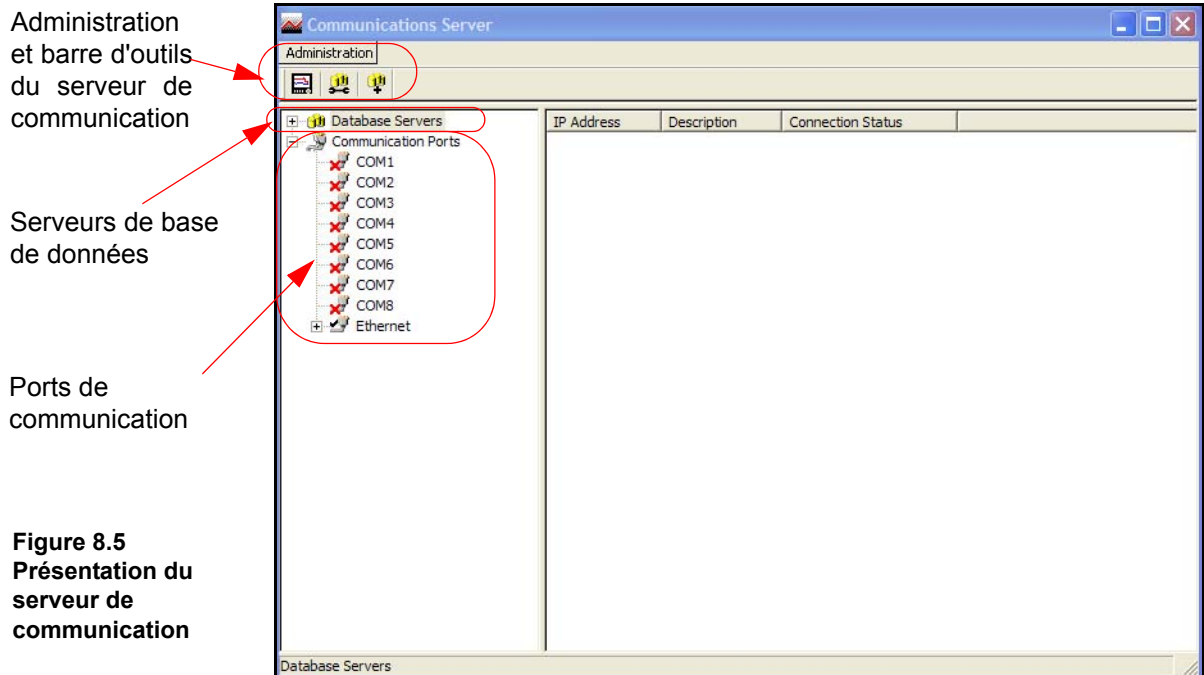 Administration
et barre d'outils
du serveur de
communication
Serveurs de base
de données
Ports de
communication
Figure 8.5
Présentation du
serveur de
communication
Communications Server
Administration
Database Servers
Communication Ports
COM1
COM2
COM3
COM4
COM5
COM6
COM7
COM8
Ethernet
IP Address Description Connection Status
Database Servers